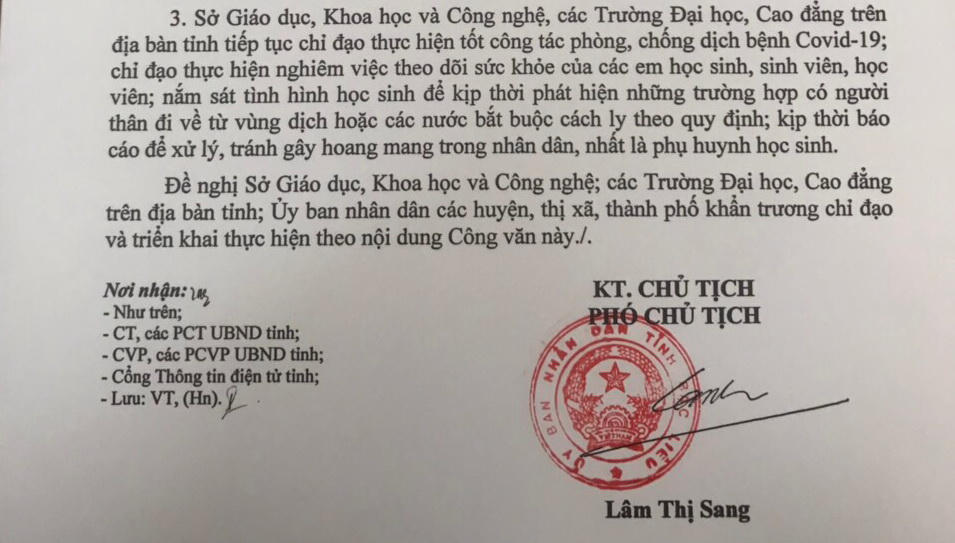 3. Sở Giáo dục, Khoa học và Công nghệ, các Trường Đại học, Cao đẳng trên
địa bàn tỉnh tiếp tục chỉ đạo thực hiện tốt công tác phòng, chống dịch bệnh Covid-19;
chỉ đạo thực hiện nghiêm việc theo dõi sức khỏe của các em học sinh, sinh viên, học
viên; nắm sát tình hình học sinh để kịp thời phát hiện những trường hợp có người
thân đi về từ vùng dịch hoặc các nước bắt buộc cách ly theo quy định; kịp thời báo
cáo để xử lý, tránh gây hoang mang trong nhân dân, nhất là phụ huynh học sinh.
Đề nghị Sở Giáo dục, Khoa học và Công nghệ; các Trường Đại học, Cao đẳng
trên địa bàn tỉnh; Ủy ban nhân dân các huyện, thị xã, thành phố khẩn trương chỉ đạo
và triển khai thực hiện theo nội dung Công văn này./.
Nơi nhận:
- Như trên;
- CT, các PCT UBND tỉnh;
- CVP, các PCVP UBND tỉnh;
- Cổng Thông tin điện tử tỉnh;
- Lưu: VT, (Hn).
KT. CHỦ TỊCH
PHÓ CHỦ TỊCH
ỦY BAN NHÂN DÂN TỈNH BẠC LIÊU
VIỆT NAM
Lâm Thị Sang